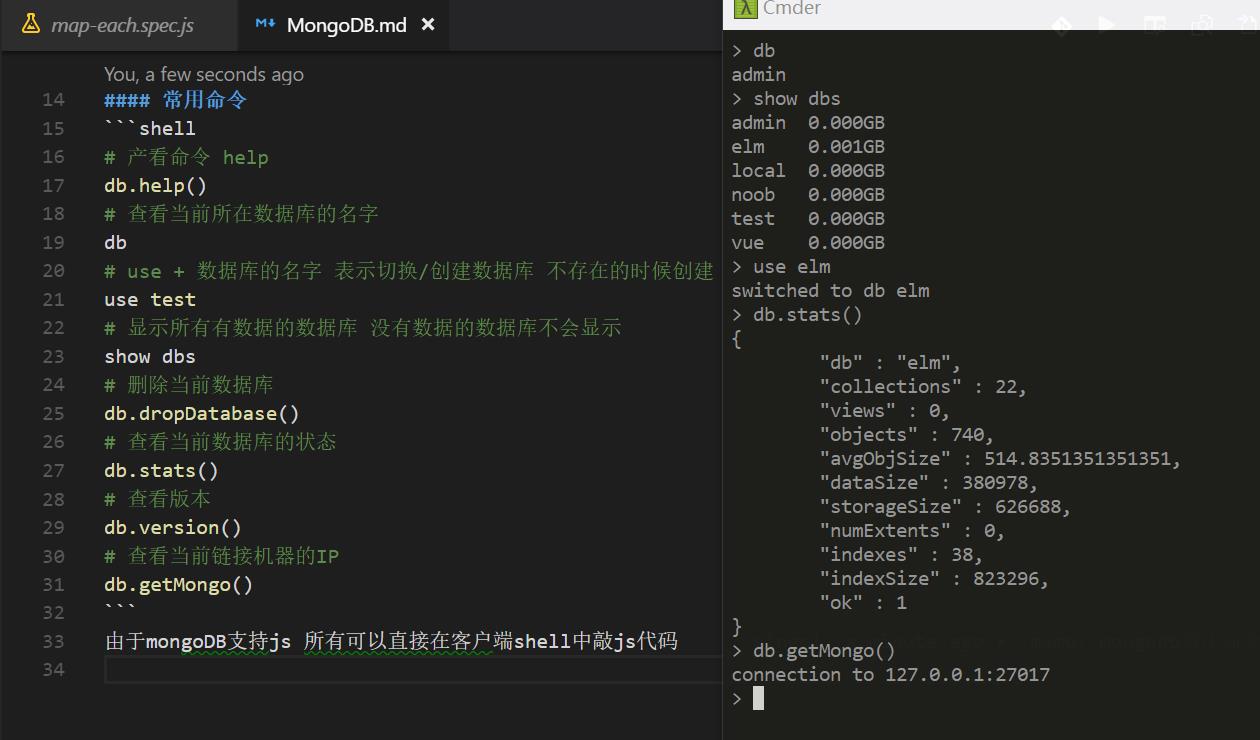 map-each.spec.js
MongoDB.md
You, a few seconds ago
14 #### 常用命令
15 ```shell
16 # 产看命令 help
17 db.help()
18 # 查看当前所在数据库的名字
19 db
20 # use + 数据库的名字 表示切换/创建数据库 不存在的时候创建
21 use test
22 # 显示所有有数据的数据库 没有数据的数据库不会显示
23 show dbs
24 # 删除当前数据库
25 db.dropDatabase()
26 # 查看当前数据库的状态
27 db.stats()
28 # 查看版本
29 db.version()
30 # 查看当前链接机器的IP
31 db.getMongo()
32 ```
33 由于mongoDB支持js 所有可以直接在客户端shell中敲js代码
34
λ Cmder
> db
admin
> show dbs
admin  0.000GB
elm    0.001GB
local  0.000GB
noob   0.000GB
test   0.000GB
vue    0.000GB
> use elm
switched to db elm
> db.stats()
{
        "db" : "elm",
        "collections" : 22,
        "views" : 0,
        "objects" : 740,
        "avgObjSize" : 514.8351351351351,
        "dataSize" : 380978,
        "storageSize" : 626688,
        "numExtents" : 0,
        "indexes" : 38,
        "indexSize" : 823296,
        "ok" : 1
}
> db.getMongo()
connection to 127.0.0.1:27017
>